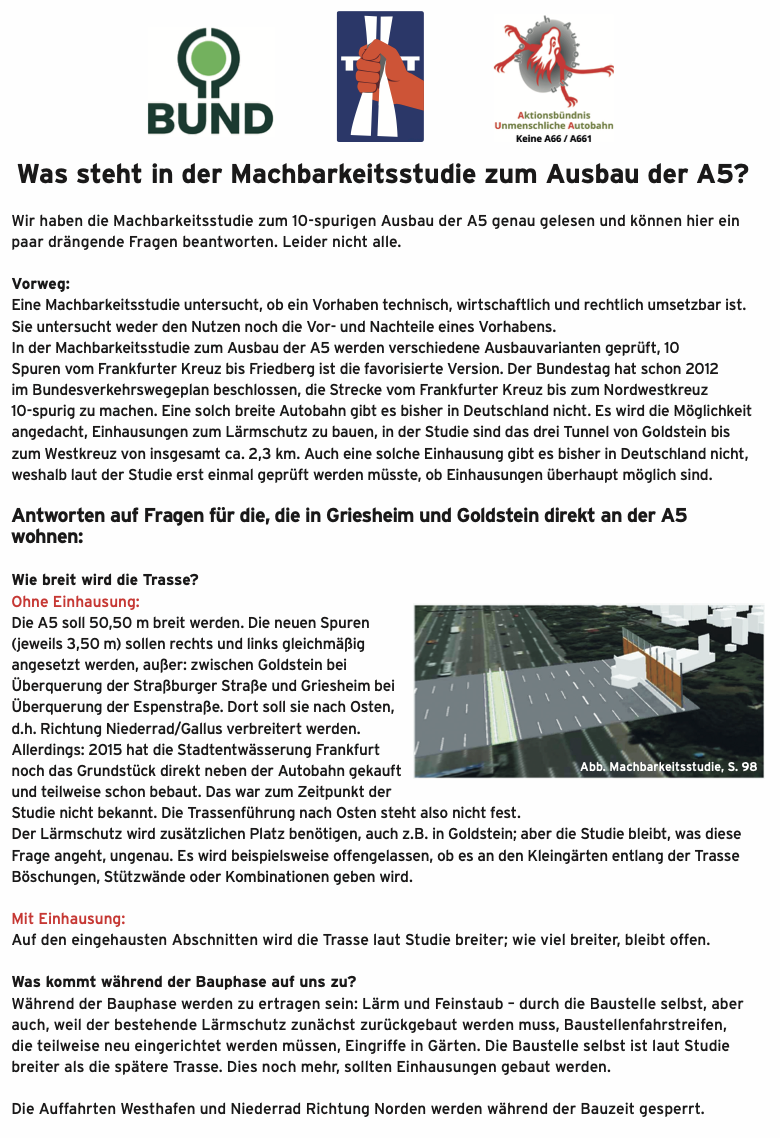 BUND
Aktionsbündnis
Unmenschliche Autobahn
Keine A66 / A661
Was steht in der Machbarkeitsstudie zum Ausbau der A5?
Wir haben die Machbarkeitsstudie zum 10-spurigen Ausbau der A5 genau gelesen und können hier ein
paar drängende Fragen beantworten. Leider nicht alle.
Vorweg:
Eine Machbarkeitsstudie untersucht, ob ein Vorhaben technisch, wirtschaftlich und rechtlich umsetzbar ist.
Sie untersucht weder den Nutzen noch die Vor- und Nachteile eines Vorhabens.
In der Machbarkeitsstudie zum Ausbau der A5 werden verschiedene Ausbauvarianten geprüft, 10
Spuren vom Frankfurter Kreuz bis Friedberg ist die favorisierte Version. Der Bundestag hat schon 2012
im Bundesverkehrswegeplan beschlossen, die Strecke vom Frankfurter Kreuz bis zum Nordwestkreuz
10-spurig zu machen. Eine solch breite Autobahn gibt es bisher in Deutschland nicht. Es wird die Möglichkeit
angedacht, Einhausungen zum Lärmschutz zu bauen, in der Studie sind das drei Tunnel von Goldstein bis
zum Westkreuz von insgesamt ca. 2,3 km. Auch eine solche Einhausung gibt es bisher in Deutschland nicht,
weshalb laut der Studie erst einmal geprüft werden müsste, ob Einhausungen überhaupt möglich sind.
Antworten auf Fragen für die, die in Griesheim und Goldstein direkt an der A5
wohnen:
Wie breit wird die Trasse?
Ohne Einhausung:
Die A5 soll 50,50 m breit werden. Die neuen Spuren
(jeweils 3,50 m) sollen rechts und links gleichmäßig
angesetzt werden, außer: zwischen Goldstein bei
Überquerung der Straßburger Straße und Griesheim bei
Überquerung der Espenstraße. Dort soll sie nach Osten,
d.h. Richtung Niederrad/Gallus verbreitert werden.
Allerdings: 2015 hat die Stadtentwässerung Frankfurt
noch das Grundstück direkt neben der Autobahn gekauft
und teilweise schon bebaut. Das war zum Zeitpunkt der
Studie nicht bekannt. Die Trassenführung nach Osten steht also nicht fest.
Der Lärmschutz wird zusätzlichen Platz benötigen, auch z.B. in Goldstein; aber die Studie bleibt, was diese
Frage angeht, ungenau. Es wird beispielsweise offengelassen, ob es an den Kleingärten entlang der Trasse
Böschungen, Stützwände oder Kombinationen geben wird.
Abb. Machbarkeitsstudie, S. 98
Mit Einhausung:
Auf den eingehausten Abschnitten wird die Trasse laut Studie breiter; wie viel breiter, bleibt offen.
Was kommt während der Bauphase auf uns zu?
Während der Bauphase werden zu ertragen sein: Lärm und Feinstaub – durch die Baustelle selbst, aber
auch, weil der bestehende Lärmschutz zunächst zurückgebaut werden muss, Baustellenfahrstreifen,
die teilweise neu eingerichtet werden müssen, Eingriffe in Gärten. Die Baustelle selbst ist laut Studie
breiter als die spätere Trasse. Dies noch mehr, sollten Einhausungen gebaut werden.
Die Auffahrten Westhafen und Niederrad Richtung Norden werden während der Bauzeit gesperrt.